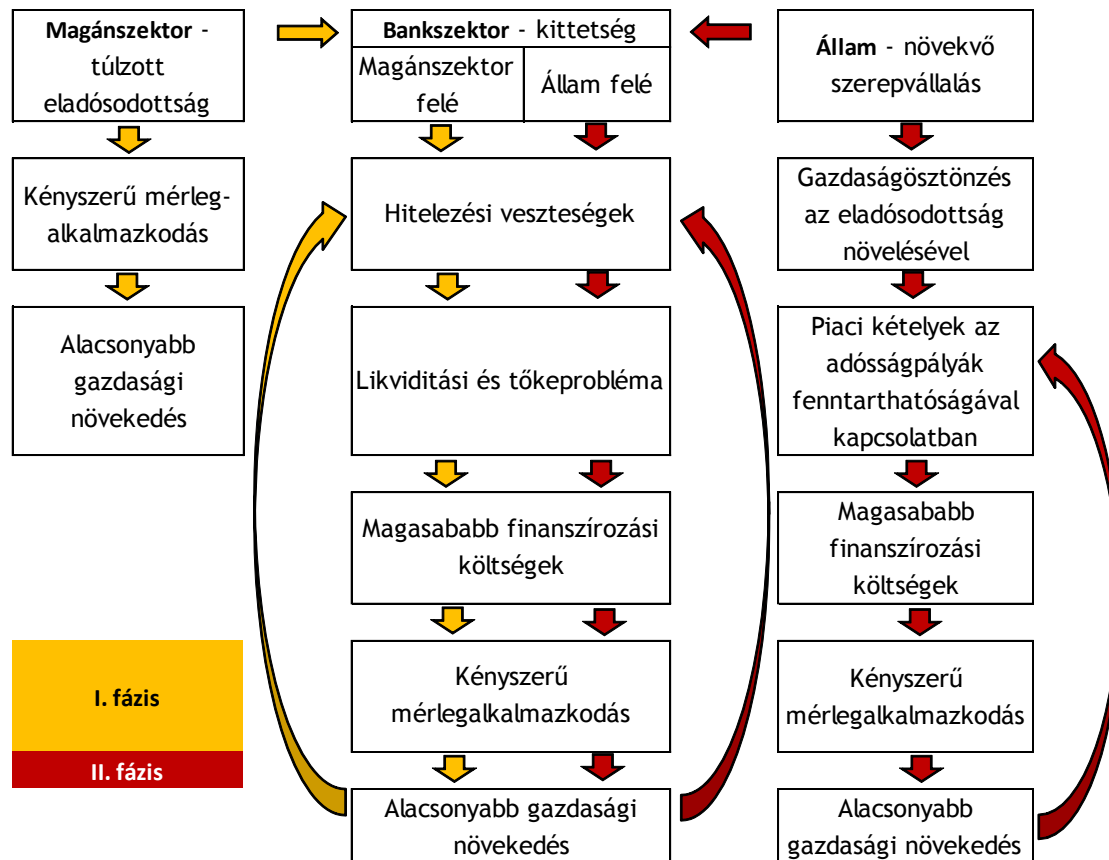 Magánszektor -
túlzott
eladósodottság
Bankszektor - kittetség
Magánszektor
felé
Állam felé
Állam - növekvő
szerepvállalás
Kényszerű mérleg-
alkalmazkodás
Hitelezési veszteségek
Gazdaságösztönzés
az eladósodottság
növelésével
Alacsonyabb
gazdasági
növekedés
Likviditási és tőkeprobléma
Piaci kételyek az
adósságpályák
fenntarthatóságával
kapcsolatban
Magasababb finanszírozási
költségek
Magasababb
finanszírozási
költségek
I. fázis
II. fázis
Kényszerű
mérlegalkalmazkodás
Kényszerű
mérlegalkalmazkodás
Alacsonyabb gazdasági
növekedés
Alacsonyabb
gazdasági növekedés